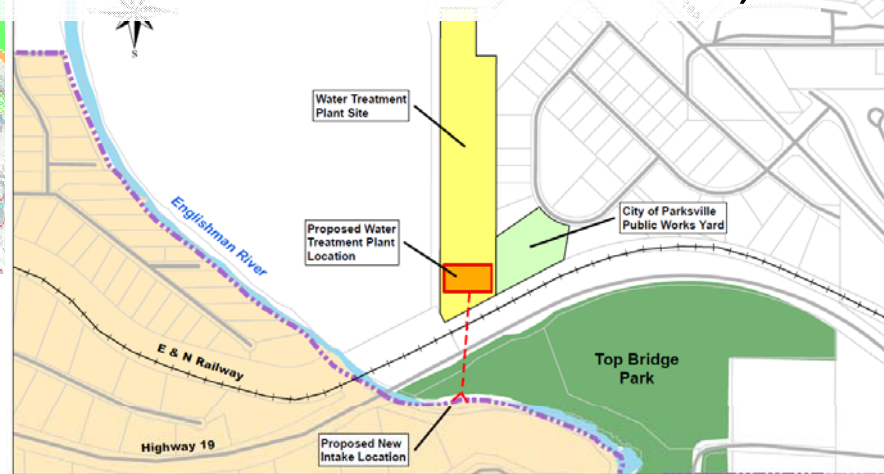 S
Water Treatment
Plant Site
Englishman River
Proposed Water
Treatment Plant
Location
City of Parksville
Public Works Yard
E & N Railway
Top Bridge
Park
Highway 19
Proposed New
Intake Location